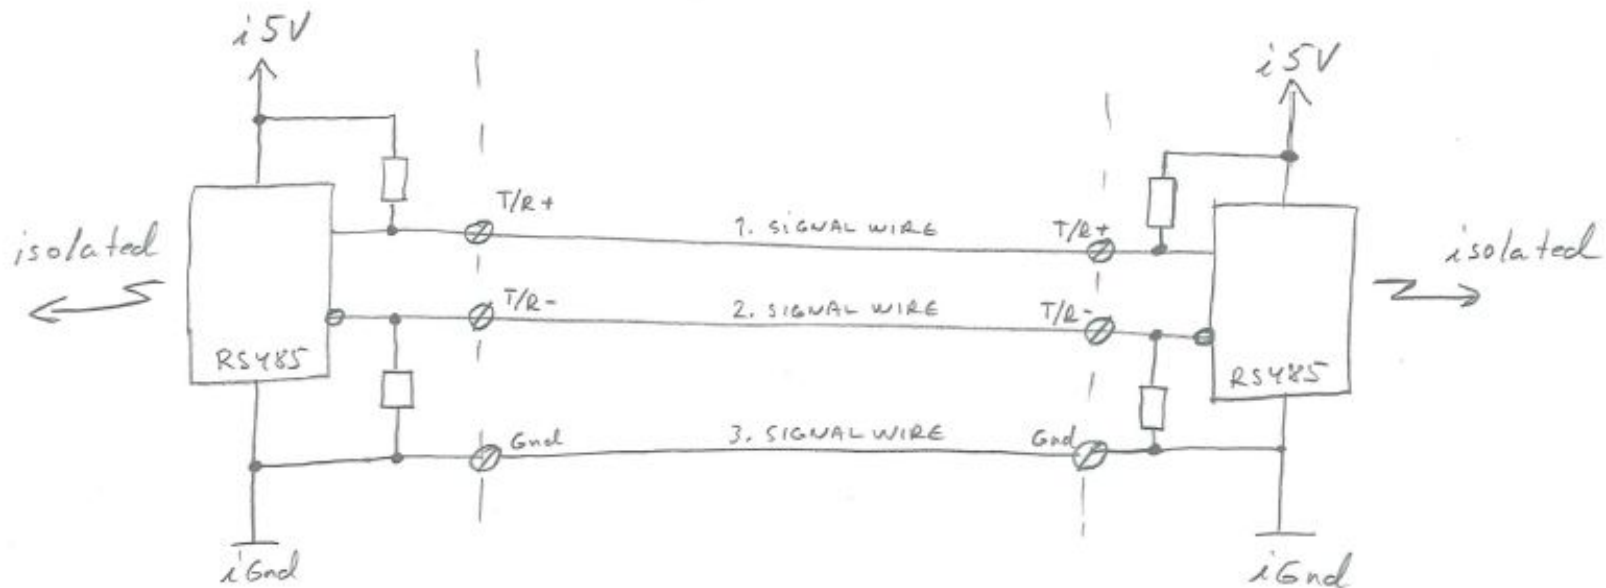 i5V
i5V
T/R+
1. SIGNAL WIRE
T/R+
isolated
isolated
T/R-
2. SIGNAL WIRE
T/R-
RS485
RS485
Gnd
3. SIGNAL WIRE
Gnd
iGnd
iGnd